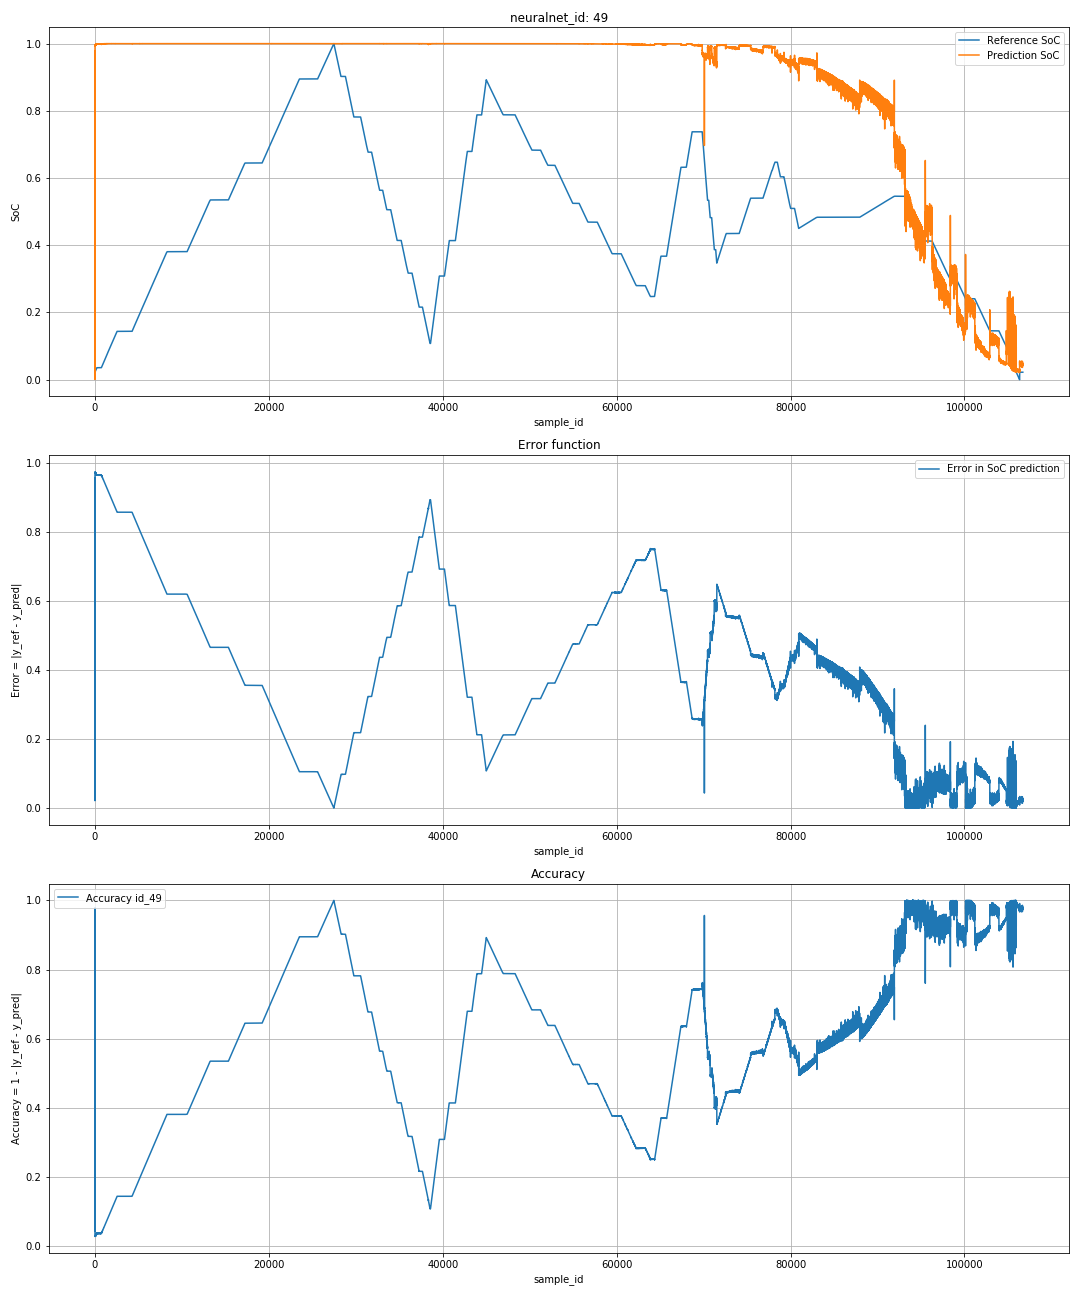 neuralnet_id: 49
Reference SoC
Prediction SoC
SoC
1.0
0.8
0.6
0.4
0.2
0.0
0 20000 40000 60000 80000 100000
sample_id
Error function
Error in SoC prediction
Error = |y_ref - y_pred|
1.0
0.8
0.6
0.4
0.2
0.0
0 20000 40000 60000 80000 100000
sample_id
Accuracy
Accuracy id_49
Accuracy = 1 - |y_ref - y_pred|
1.0
0.8
0.6
0.4
0.2
0.0
0 20000 40000 60000 80000 100000
sample_id